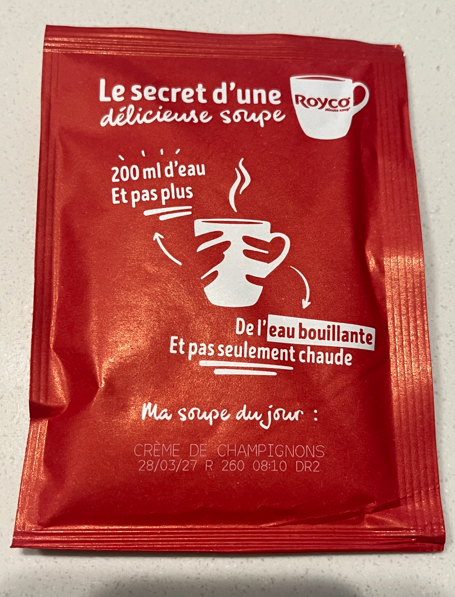 Le secret d'une
délicieuse soupe
Royco
200 ml d'eau
Et pas plus
De l'eau bouillante
Et pas seulement chaude
Ma soupe du jour :
CRÈME DE CHAMPIGNONS
28/03/27 R 260 08:10 DR2